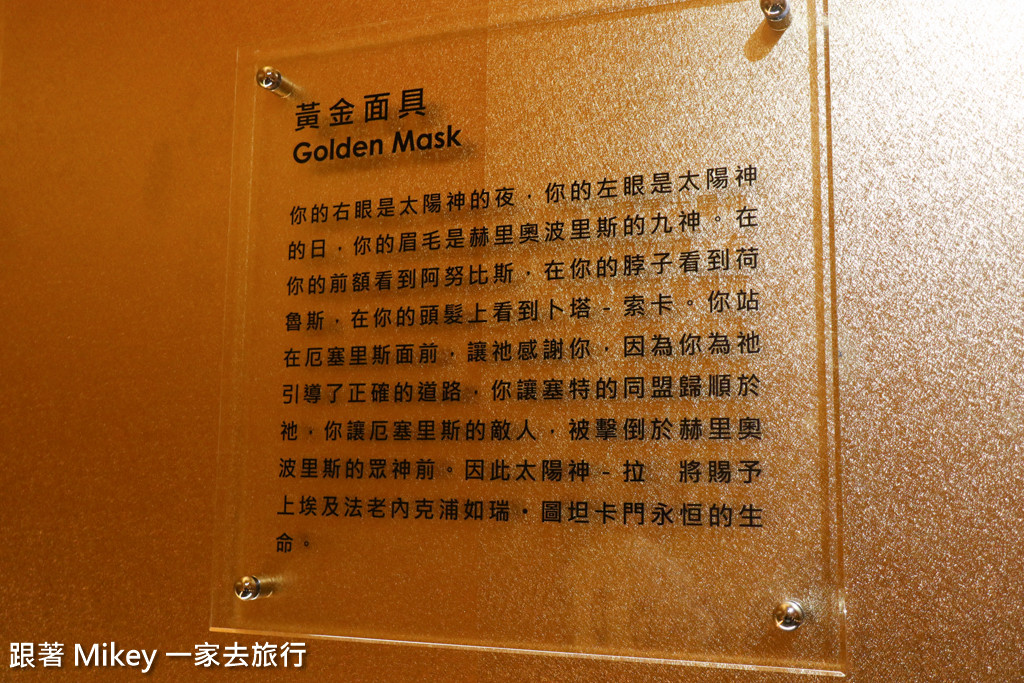 黃金面具
Golden Mask
你的右眼是太陽神的夜，你的左眼是太陽神
的日，你的眉毛是赫里奧波里斯的九神。在
你的前額看到阿努比斯，在你的脖子看到荷
魯斯，在你的頭髮上看到卜塔－索卡。你站
在厄塞里斯面前，讓祂感謝你，因為你為祂
引導了正確的道路，你讓塞特的同盟歸順於
祂，你讓厄塞里斯的敵人，被擊倒於赫里奧
波里斯的眾神前。因此太陽神－拉　將賜予
上埃及法老內克浦如瑞・圖坦卡門永恒的生
命。
跟著 Mikey 一家去旅行